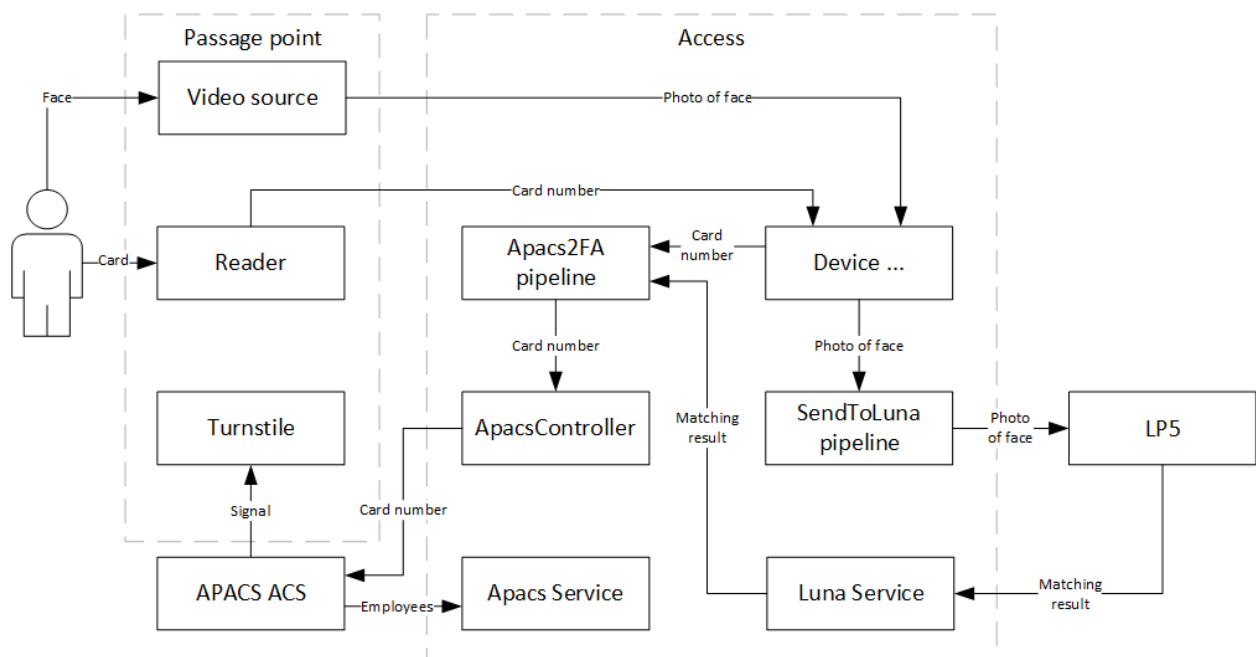 Passage point
Access
Video source
Face
Photo of face
Card number
Reader
Card
Apacs2FA
pipeline
Card
number
Device ...
Card number
Photo of face
Turnstile
ApacsController
Matching
result
SendToLuna
pipeline
Photo
of face
LP5
Signal
Card number
APACS ACS
Employees
Apacs Service
Luna Service
Matching
result